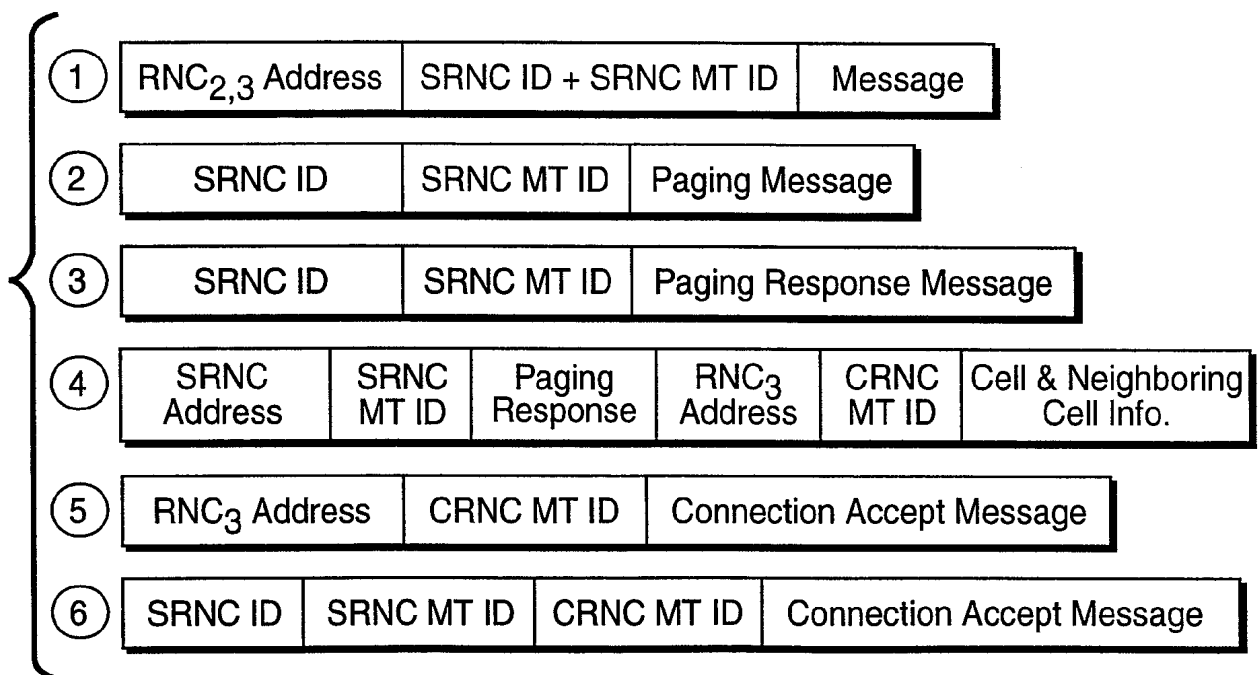 1 RNC2,3 Address SRNC ID + SRNC MT ID Message
2 SRNC ID SRNC MT ID Paging Message
3 SRNC ID SRNC MT ID Paging Response Message
4 SRNC Address SRNC MT ID Paging Response RNC3 Address CRNC MT ID Cell & Neighboring Cell Info.
5 RNC3 Address CRNC MT ID Connection Accept Message
6 SRNC ID SRNC MT ID CRNC MT ID Connection Accept Message